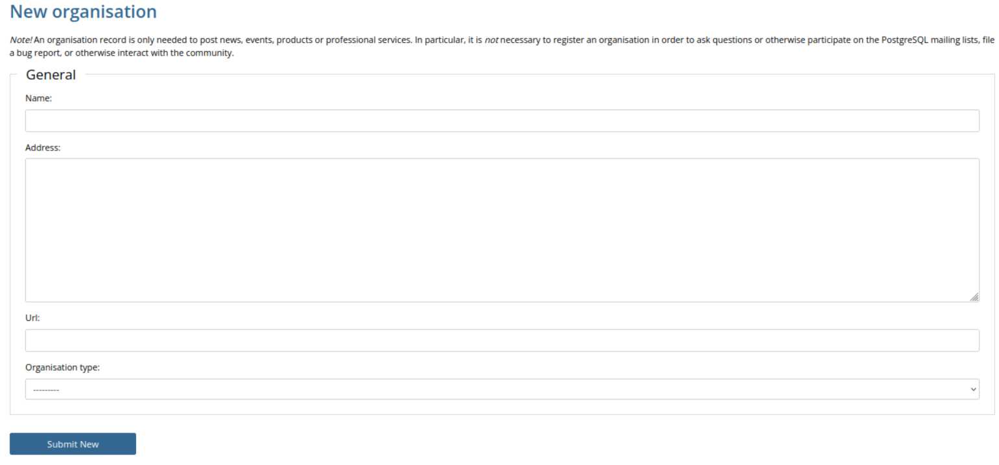 New organisation
Note! An organisation record is only needed to post news, events, products or professional services. In particular, it is not necessary to register an organisation in order to ask questions or otherwise participate on the PostgreSQL mailing lists, file
a bug report, or otherwise interact with the community.
General
Name:
Address:
Url:
Organisation type:
---------
Submit New